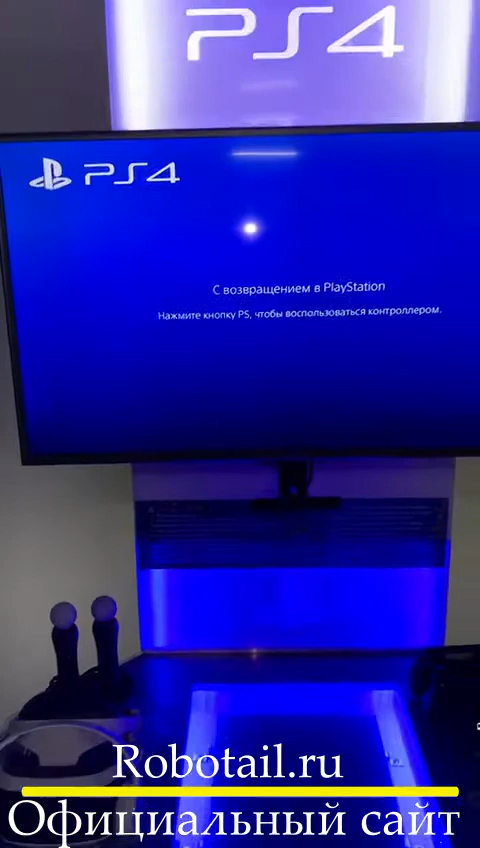 PS4
PS4
С возвращением в PlayStation
Нажмите кнопку PS, чтобы воспользоваться контроллером.
Robotail.ru
Официальный сайт